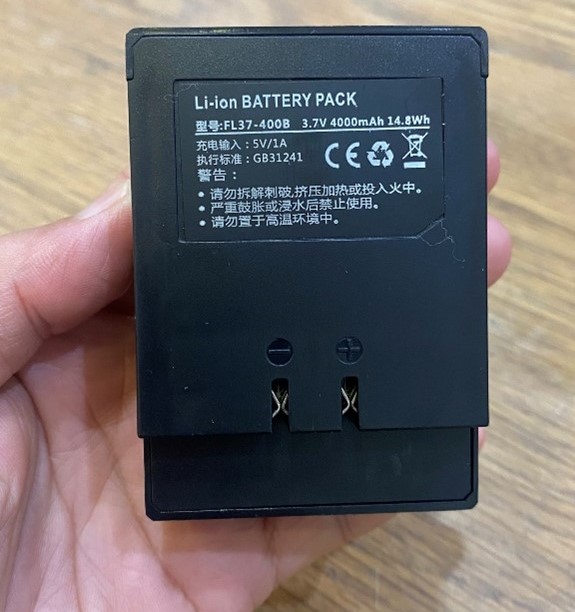 Li-ion BATTERY PACK
型号:FL37-400B 3.7V 4000mAh 14.8Wh
充电输入：5V/1A
执行标准：GB31241
CE
警告：
• 请勿拆解刺破,挤压加热或投入火中。
• 严重鼓胀或浸水后禁止使用。
• 请勿置于高温环境中。
− +